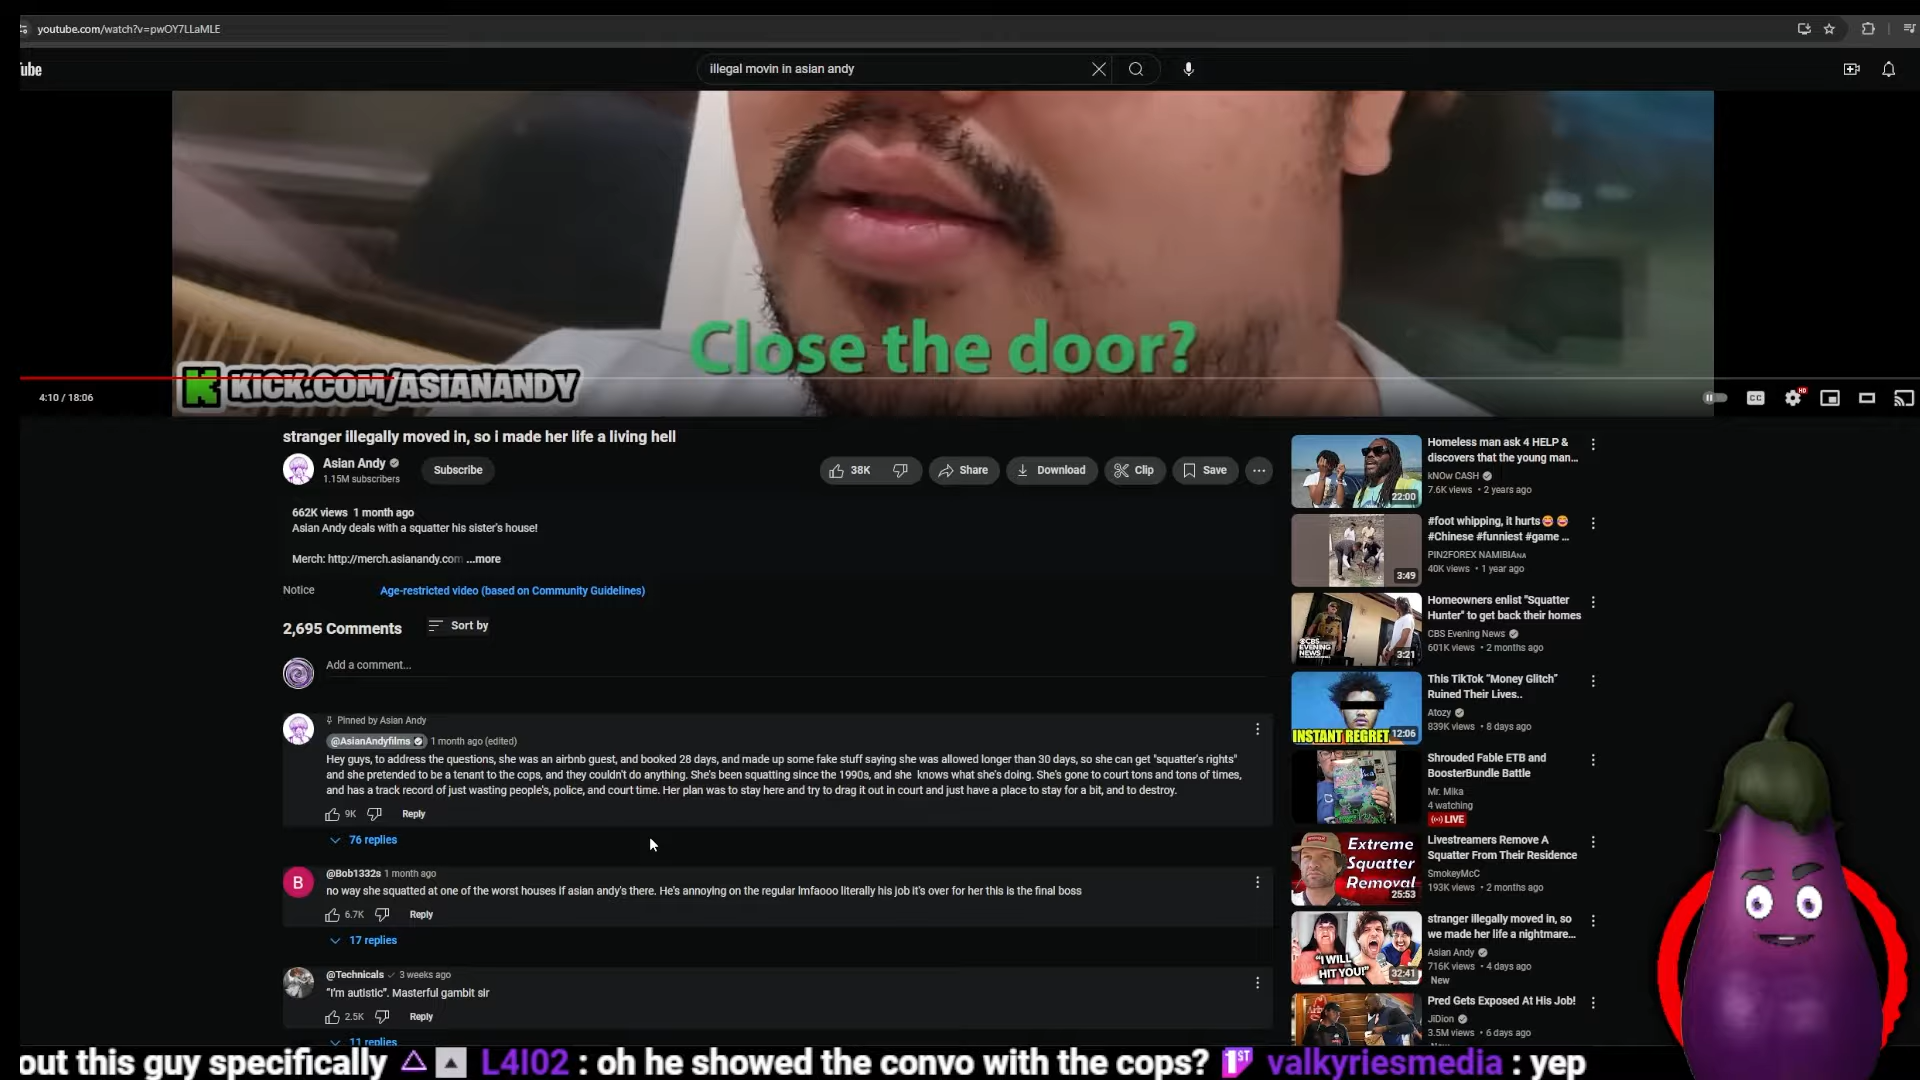 youtube.com/watch?v=pwOY7LLaMLE
ube
illegal movin in asian andy
Close the door?
KICK.COM/ASIANANDY
4:10 / 18:06
CC
HD
stranger illegally moved in, so i made her life a living hell
Asian Andy
1.15M subscribers
Subscribe
38K
Share
Download
Clip
Save
662K views 1 month ago
Asian Andy deals with a squatter his sister's house!
Merch: http://merch.asianandy.com ...more
Notice
Age-restricted video (based on Community Guidelines)
2,695 Comments
Sort by
Add a comment...
Pinned by Asian Andy
@AsianAndyfilms 1 month ago (edited)
Hey guys, to address the questions, she was an airbnb guest, and booked 28 days, and made up some fake stuff saying she was allowed longer than 30 days, so she can get "squatter's rights"
and she pretended to be a tenant to the cops, and they couldn't do anything. She's been squatting since the 1990s, and she knows what she's doing. She's gone to court tons and tons of times,
and has a track record of just wasting people's, police, and court time. Her plan was to stay here and try to drag it out in court and just have a place to stay for a bit, and to destroy.
9K
Reply
76 replies
B
@Bob1332s 1 month ago
no way she squatted at one of the worst houses if asian andy's there. He's annoying on the regular lmfaooo literally his job it's over for her this is the final boss
6.7K
Reply
17 replies
@Technicals 3 weeks ago
"I'm autistic". Masterful gambit sir
2.5K
Reply
11 replies
22:00
Homeless man ask 4 HELP &
discovers that the young man...
kNOw CASH
7.6K views • 2 years ago
3:49
#foot whipping, it hurts😂 😂
#Chinese #funniest #game ...
PIN2FOREX NAMIBIANA
40K views • 1 year ago
CBS
EVENING
NEWS
3:21
Homeowners enlist "Squatter
Hunter" to get back their homes
CBS Evening News
601K views • 2 months ago
INSTANT REGRET
12:06
This TikTok “Money Glitch”
Ruined Their Lives..
Atozy
839K views • 8 days ago
Shrouded Fable ETB and
BoosterBundle Battle
Mr. Mika
4 watching
LIVE
Extreme
Squatter
Removal
25:53
Livestreamers Remove A
Squatter From Their Residence
SmokeyMcC
193K views • 2 months ago
"I WILL
HIT YOU!"
32:41
stranger illegally moved in, so
we made her life a nightmare...
Asian Andy
716K views • 4 days ago
New
Pred Gets Exposed At His Job!
JiDion
3.5M views • 6 days ago
out this guy specifically L4I02 : oh he showed the convo with the cops? 1ST valkyriesmedia : yep